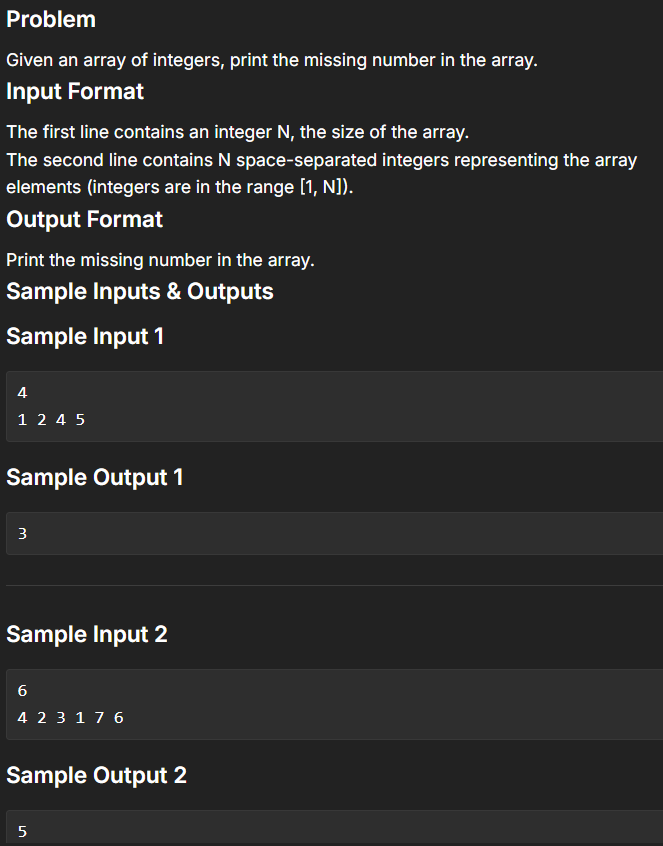 Problem
Given an array of integers, print the missing number in the array.
Input Format
The first line contains an integer N, the size of the array.
The second line contains N space-separated integers representing the array
elements (integers are in the range [1, N]).
Output Format
Print the missing number in the array.
Sample Inputs & Outputs
Sample Input 1
4
1 2 4 5
Sample Output 1
3
Sample Input 2
6
4 2 3 1 7 6
Sample Output 2
5